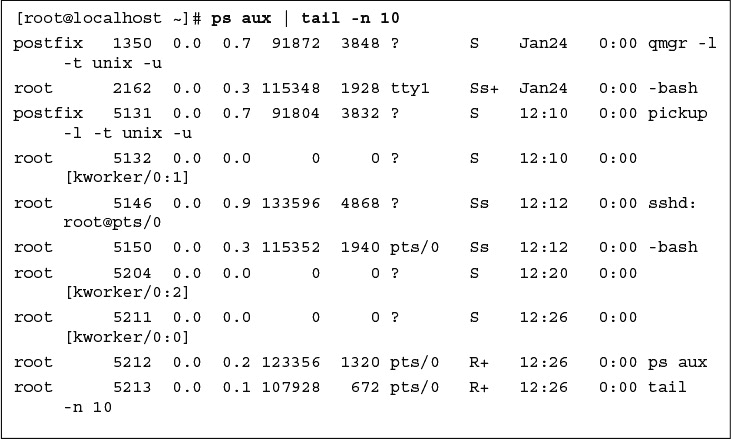 [root@localhost ~]# ps aux | tail -n 10
postfix 1350 0.0 0.7 91872 3848 ? S Jan24 0:00 qmgr -l
-t unix -u
root 2162 0.0 0.3 115348 1928 tty1 Ss+ Jan24 0:00 -bash
postfix 5131 0.0 0.7 91804 3832 ? S 12:10 0:00 pickup
-l -t unix -u
root 5132 0.0 0.0 0 0 ? S 12:10 0:00
[kworker/0:1]
root 5146 0.0 0.9 133596 4868 ? Ss 12:12 0:00 sshd:
root@pts/0
root 5150 0.0 0.3 115352 1940 pts/0 Ss 12:12 0:00 -bash
root 5204 0.0 0.0 0 0 ? S 12:20 0:00
[kworker/0:2]
root 5211 0.0 0.0 0 0 ? S 12:26 0:00
[kworker/0:0]
root 5212 0.0 0.2 123356 1320 pts/0 R+ 12:26 0:00 ps aux
root 5213 0.0 0.1 107928 672 pts/0 R+ 12:26 0:00 tail
-n 10